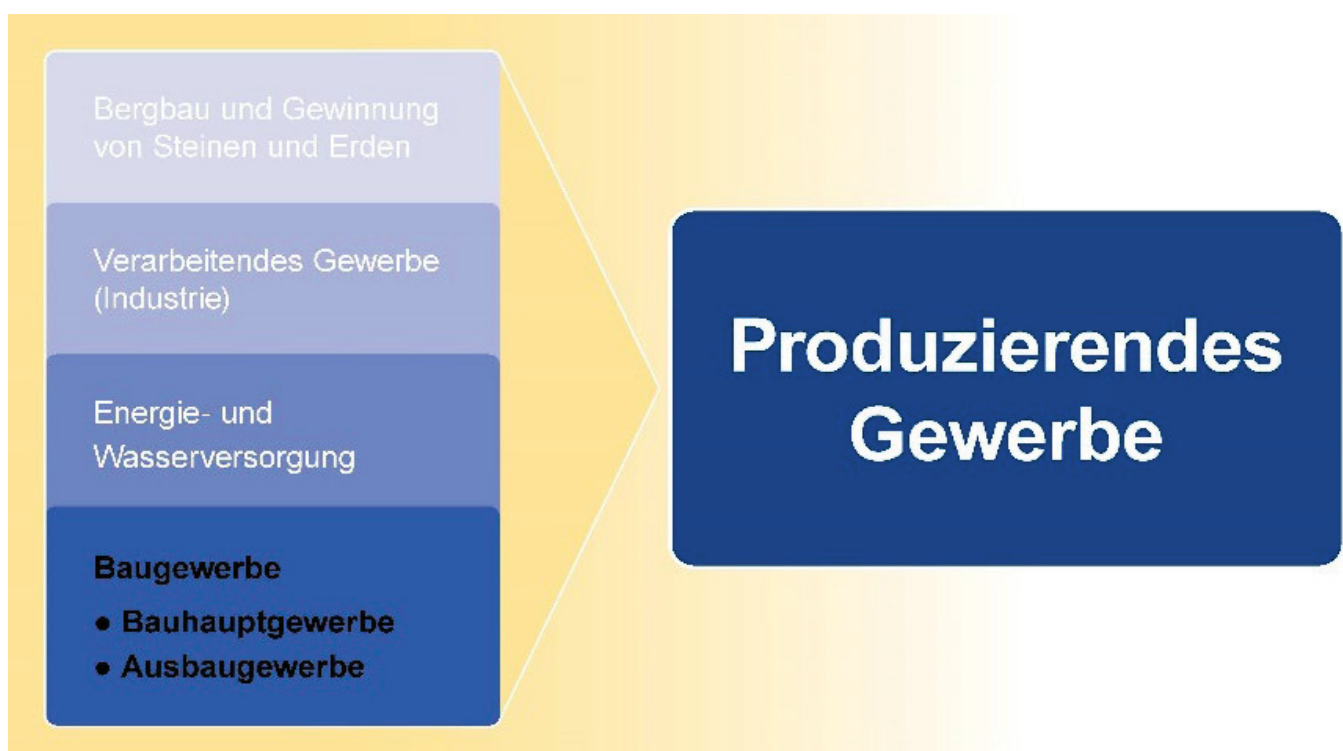 Bergbau und Gewinnung
von Steinen und Erden
Verarbeitendes Gewerbe
(Industrie)
Energie- und
Wasserversorgung
Baugewerbe
● Bauhauptgewerbe
● Ausbaugewerbe
Produzierendes
Gewerbe